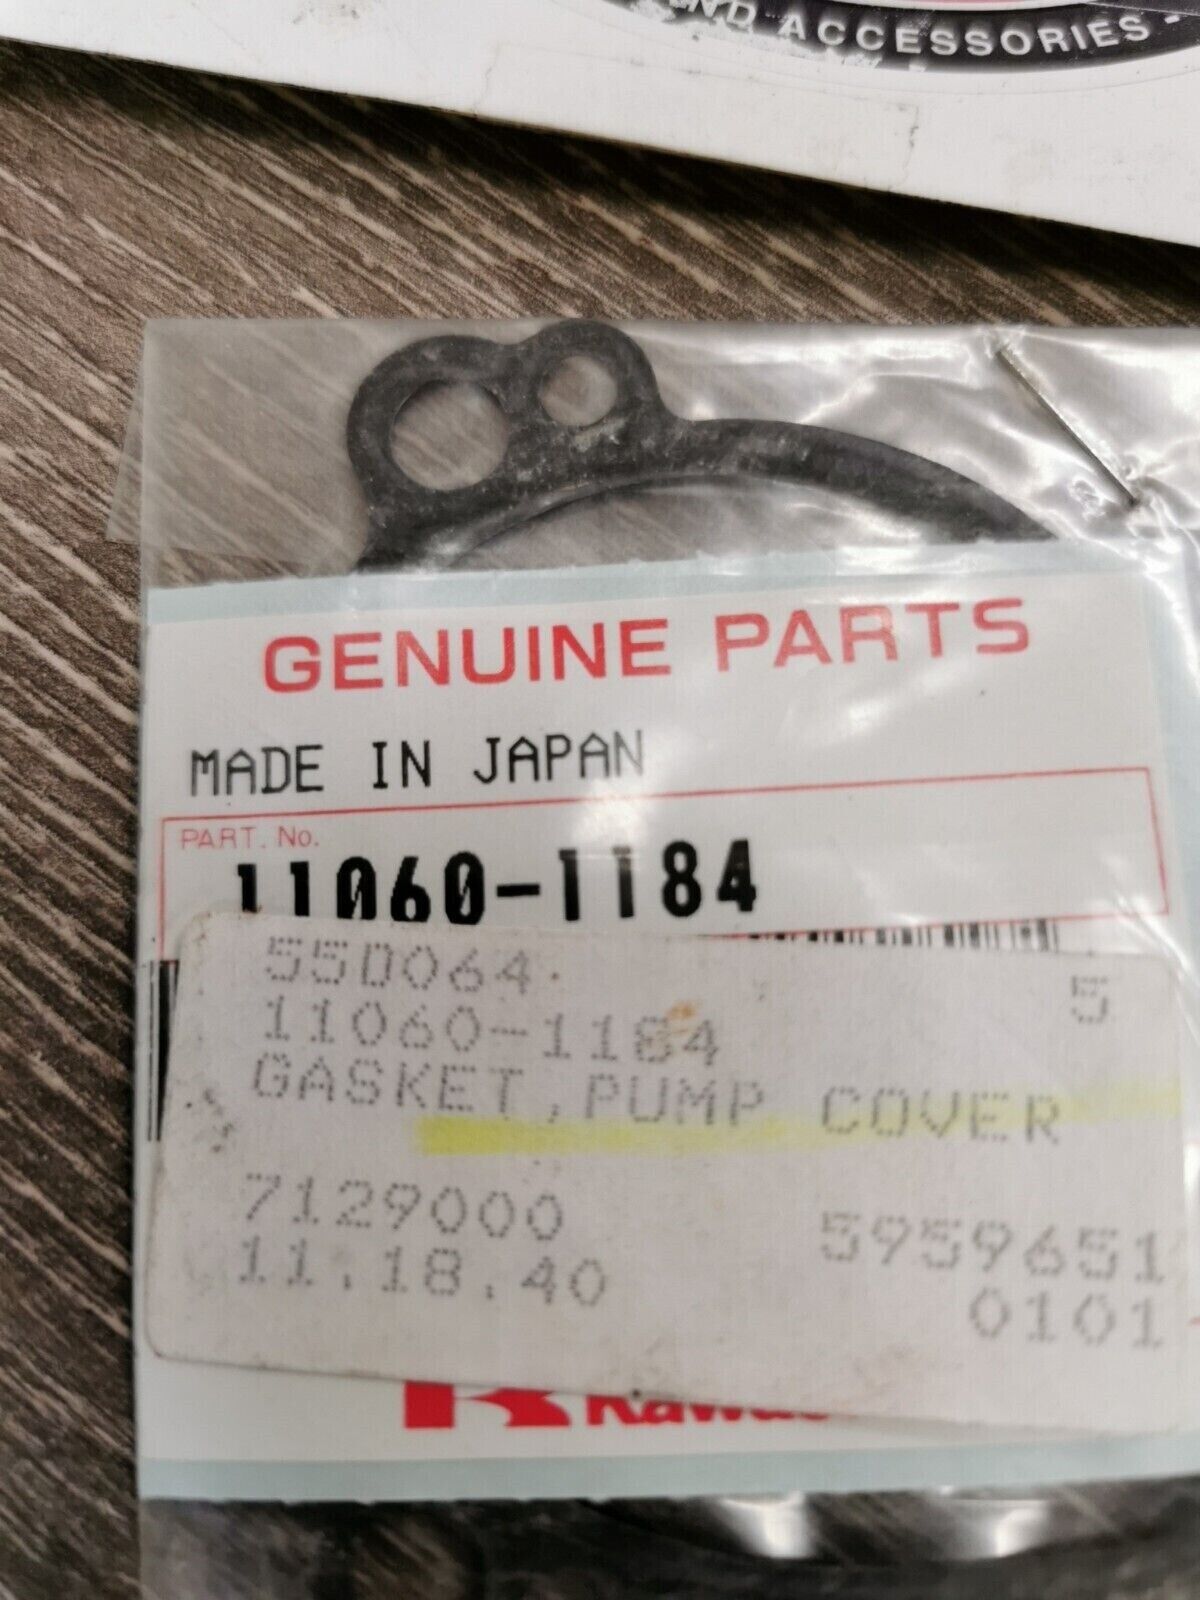 AND ACCESSORIES -
GENUINE PARTS
MADE IN JAPAN
PART. No.
11060-1184
55D064 5
11060-1184
GASKET, PUMP COVER
7129000 5959651
11.18.40 0101